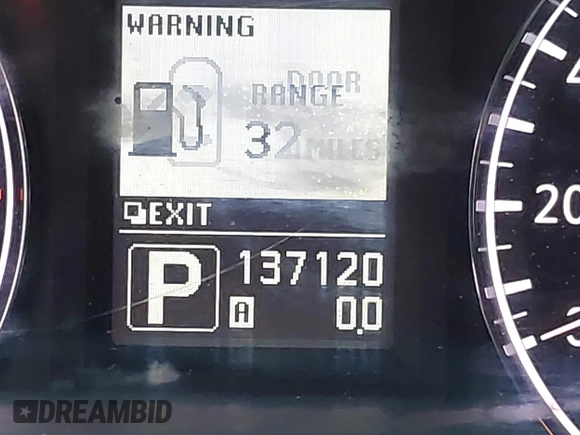 WARNING
DOOR
RANGE
32 MILES
EXIT
P
137120
A 0.0
20
DREAMBID